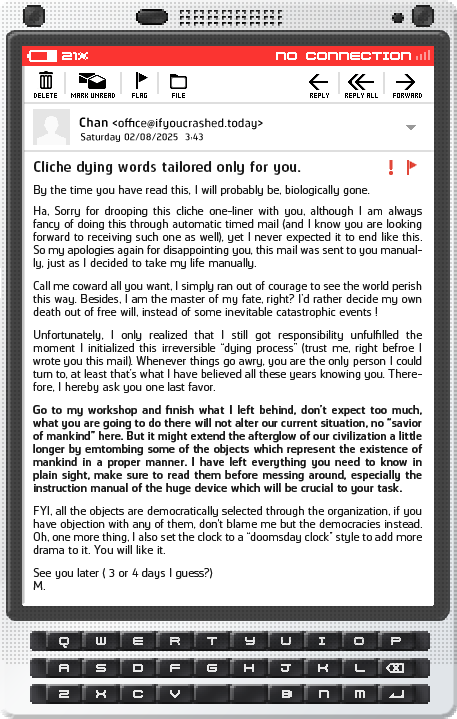 21%
NO CONNECTION
DELETE
MARK UNREAD
FLAG
FILE
REPLY
REPLY ALL
FORWARD
Chan <office@ifyoucrashed.today>
Saturday 02/08/2025 3:43
Cliche dying words tailored only for you.
By the time you have read this, I will probably be, biologically gone.
Ha, Sorry for drooping this cliche one-liner with you, although I am always
fancy of doing this through automatic timed mail (and I know you are looking
forward to receiving such one as well), yet I never expected it to end like this.
So my apologies again for disappointing you, this mail was sent to you manual-
ly, just as I decided to take my life manually.
Call me coward all you want, I simply ran out of courage to see the world perish
this way. Besides, I am the master of my fate, right? I'd rather decide my own
death out of free will, instead of some inevitable catastrophic events !
Unfortunately, I only realized that I still got responsibility unfulfilled the
moment I initialized this irreversible "dying process" (trust me, right befroe I
wrote you this mail). Whenever things go awry, you are the only person I could
turn to, at least that's what I have believed all these years knowing you. There-
fore, I hereby ask you one last favor.
Go to my workshop and finish what I left behind, don't expect too much,
what you are going to do there will not alter our current situation, no "savior
of mankind" here. But it might extend the afterglow of our civilization a little
longer by emtombing some of the objects which represent the existence of
mankind in a proper manner. I have left everything you need to know in
plain sight, make sure to read them before messing around, especially the
instruction manual of the huge device which will be crucial to your task.
FYI, all the objects are democratically selected through the organization, if you
have objection with any of them, don't blame me but the democracies instead.
Oh, one more thing, I also set the clock to a "doomsday clock" style to add more
drama to it. You will like it.
See you later ( 3 or 4 days I guess?)
M.
Q W E R T Y U I O P
A S D F G H J K L
Z X C V B N M